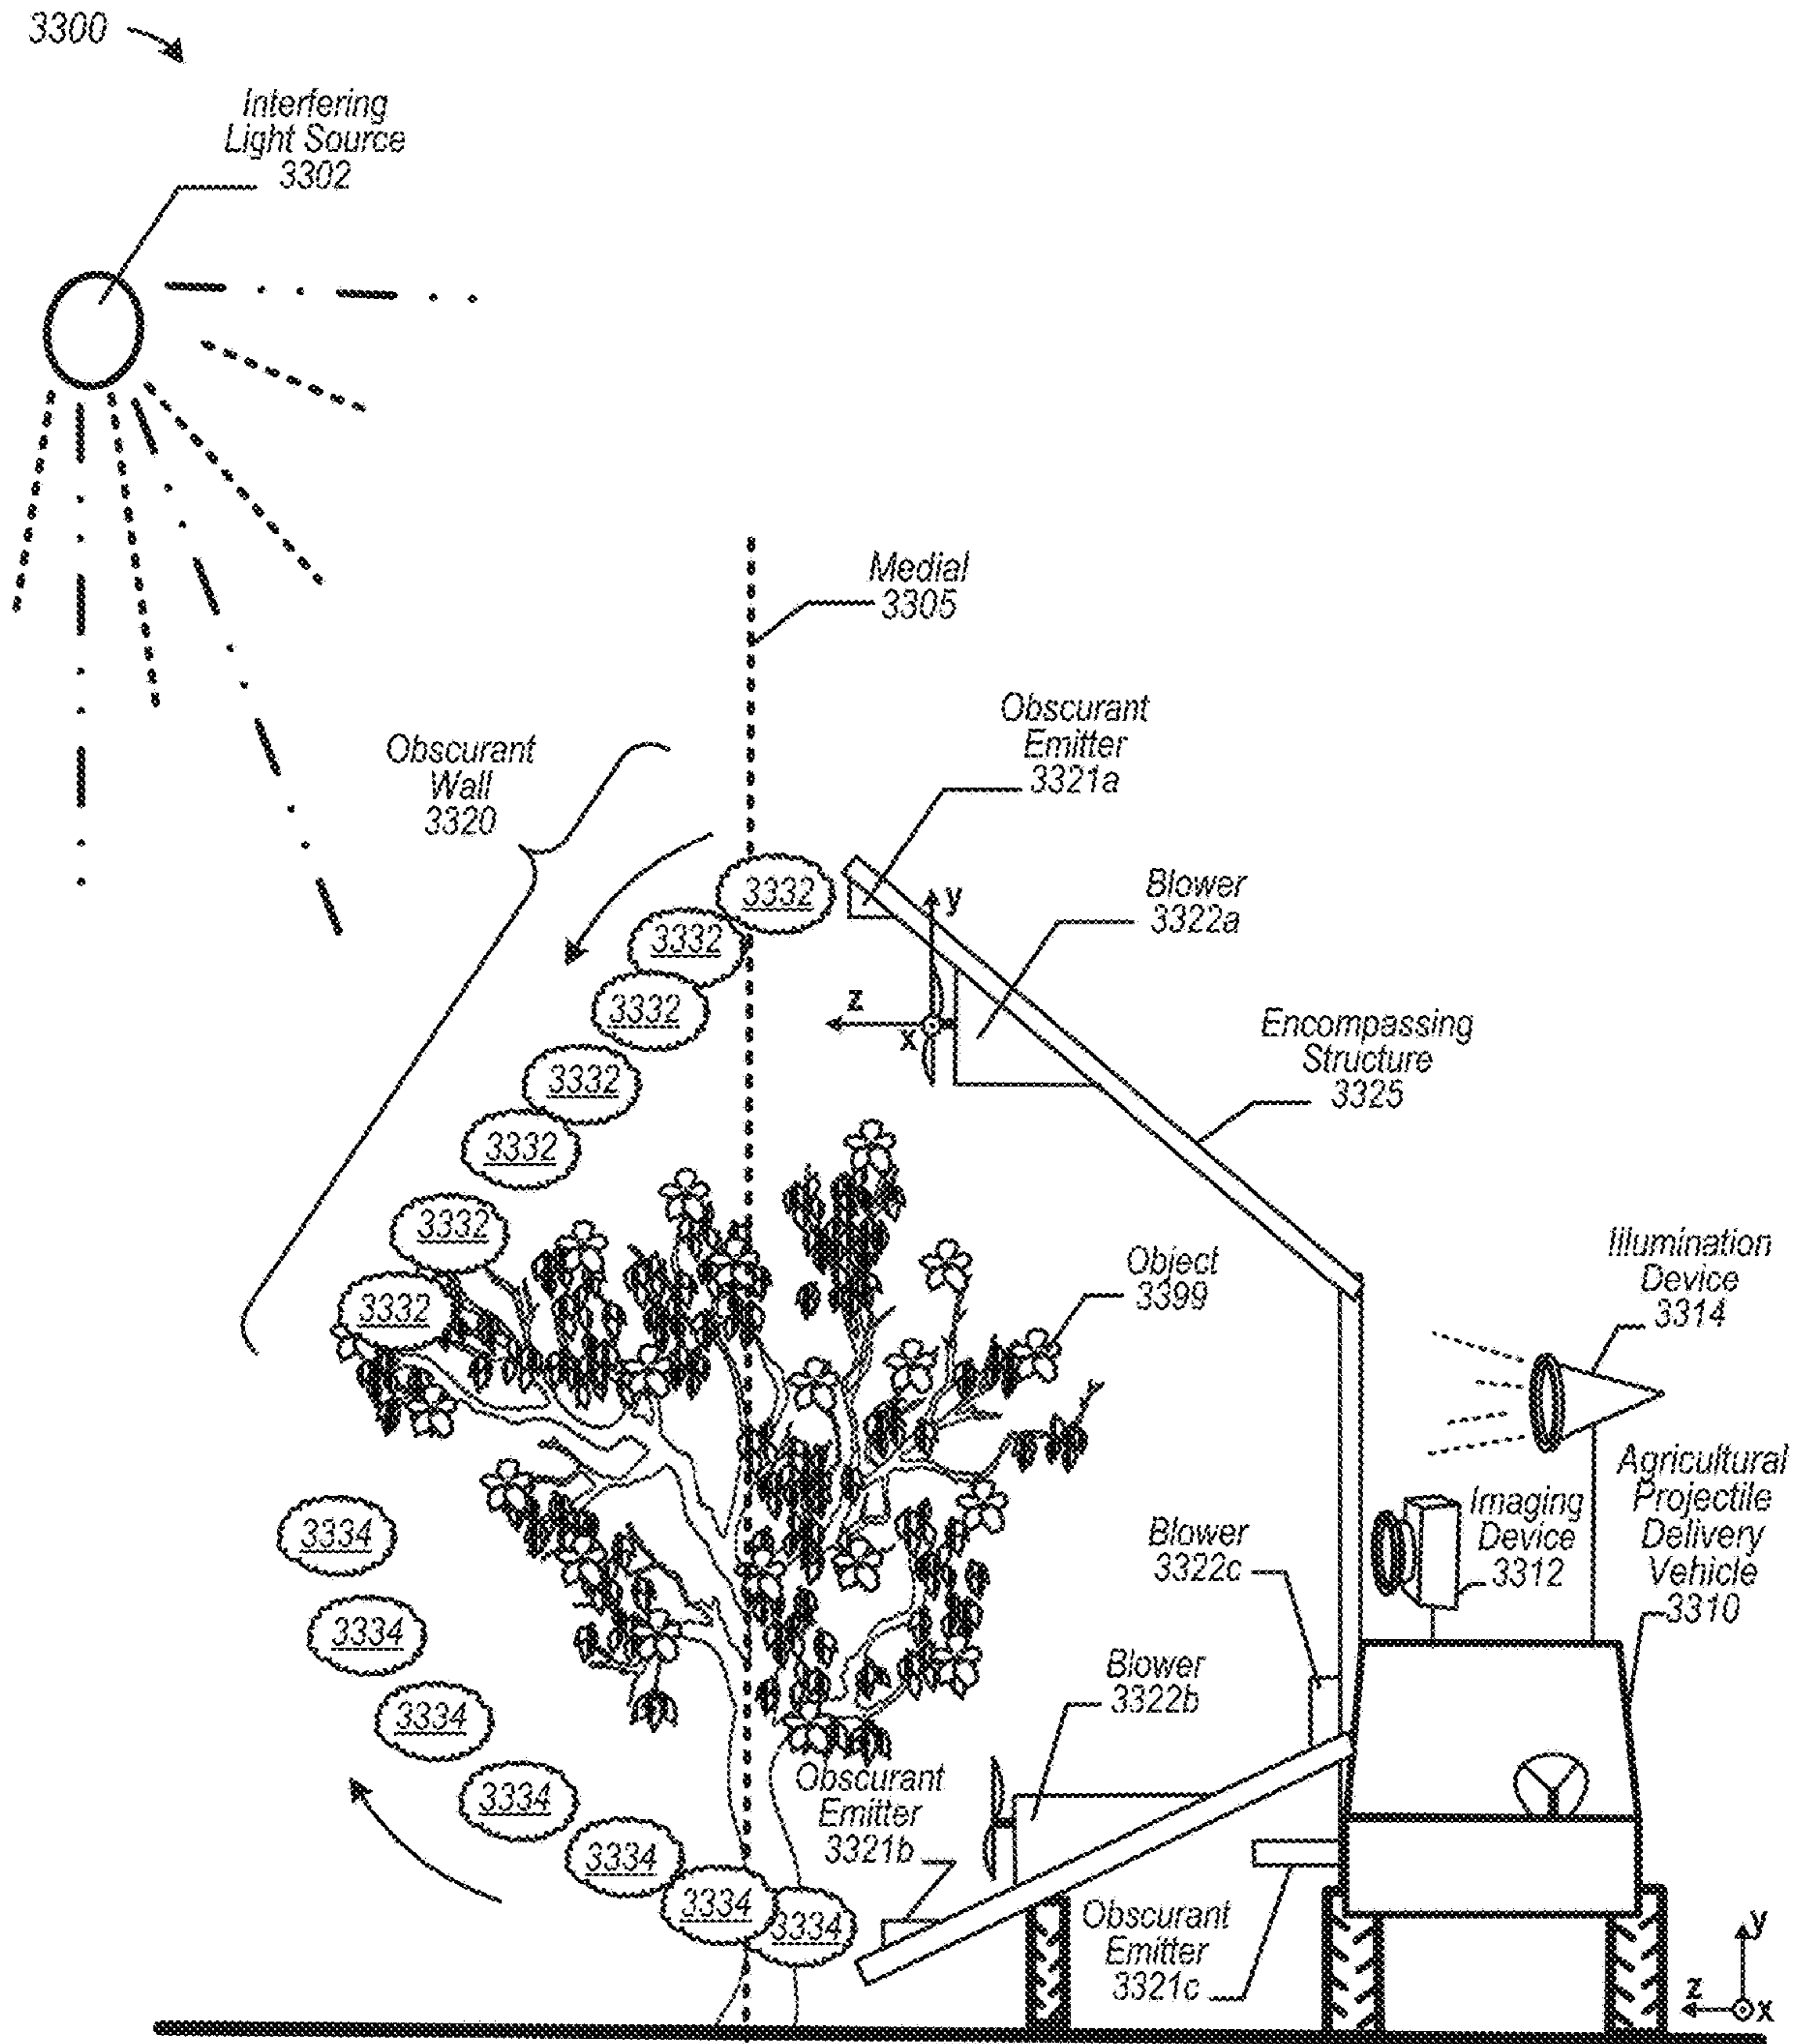 3300
Interfering
Light Source
3302
Medial
3305
Obscurant
Emitter
3321a
Obscurant
Wall
3320
Blower
3322a
3332
y
3332
3332
z
x
Encompassing
Structure
3325
3332
3332
3332
Object
3399
Illumination
Device
3314
3332
Agricultural
Projectile
Delivery
Vehicle
3310
Imaging
Device
3312
Blower
3322c
3334
3334
Blower
3322b
3334
Obscurant
Emitter
3321b
3334
3334
3334
3334
Obscurant
Emitter
3321c
y
z
x